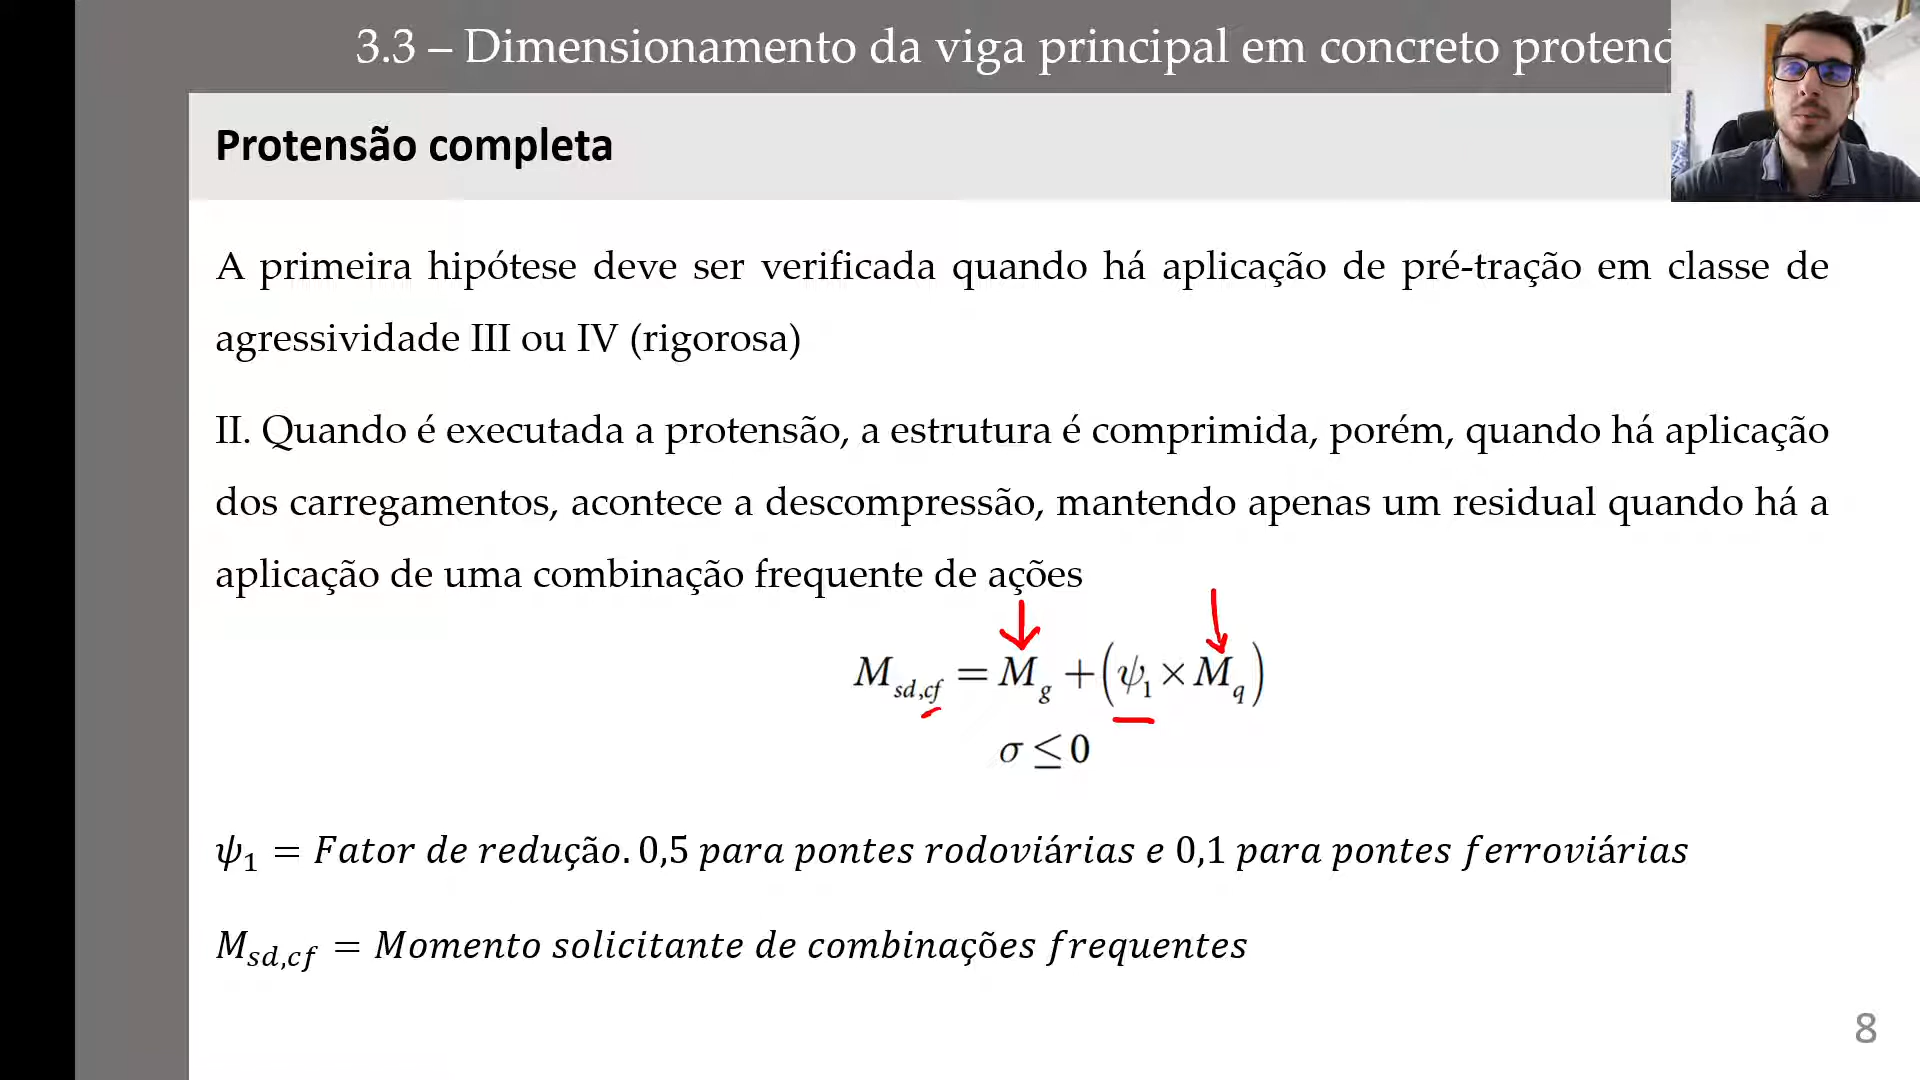 3.3 – Dimensionamento da viga principal em concreto protend
Protensão completa
A primeira hipótese deve ser verificada quando há aplicação de pré-tração em classe de
agressividade III ou IV (rigorosa)
II. Quando é executada a protensão, a estrutura é comprimida, porém, quando há aplicação
dos carregamentos, acontece a descompressão, mantendo apenas um residual quando há a
aplicação de uma combinação frequente de ações
M_{sd,cf} = M_g + (ψ_1 × M_q)
σ ≤ 0
ψ_1 = Fator de redução. 0,5 para pontes rodoviárias e 0,1 para pontes ferroviárias
M_{sd,cf} = Momento solicitante de combinações frequentes
8